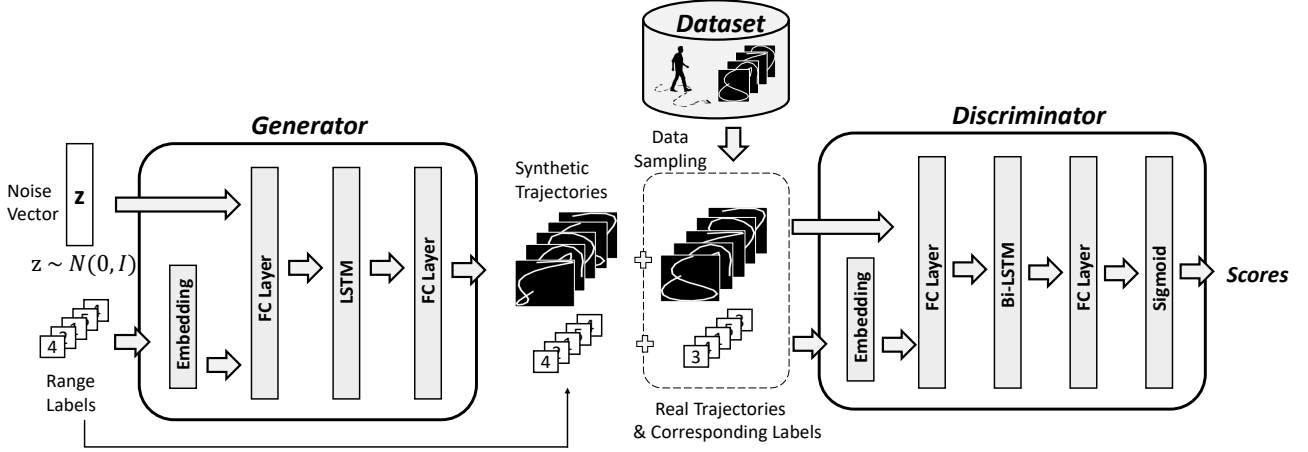 Dataset
Generator
Discriminator
Data
Sampling
Synthetic
Trajectories
Noise
Vector
z
z ~ N(0, I)
Embedding
FC Layer
LSTM
FC Layer
4
Range
Labels
4
3
Real Trajectories
& Corresponding Labels
Embedding
FC Layer
Bi-LSTM
FC Layer
Sigmoid
Scores